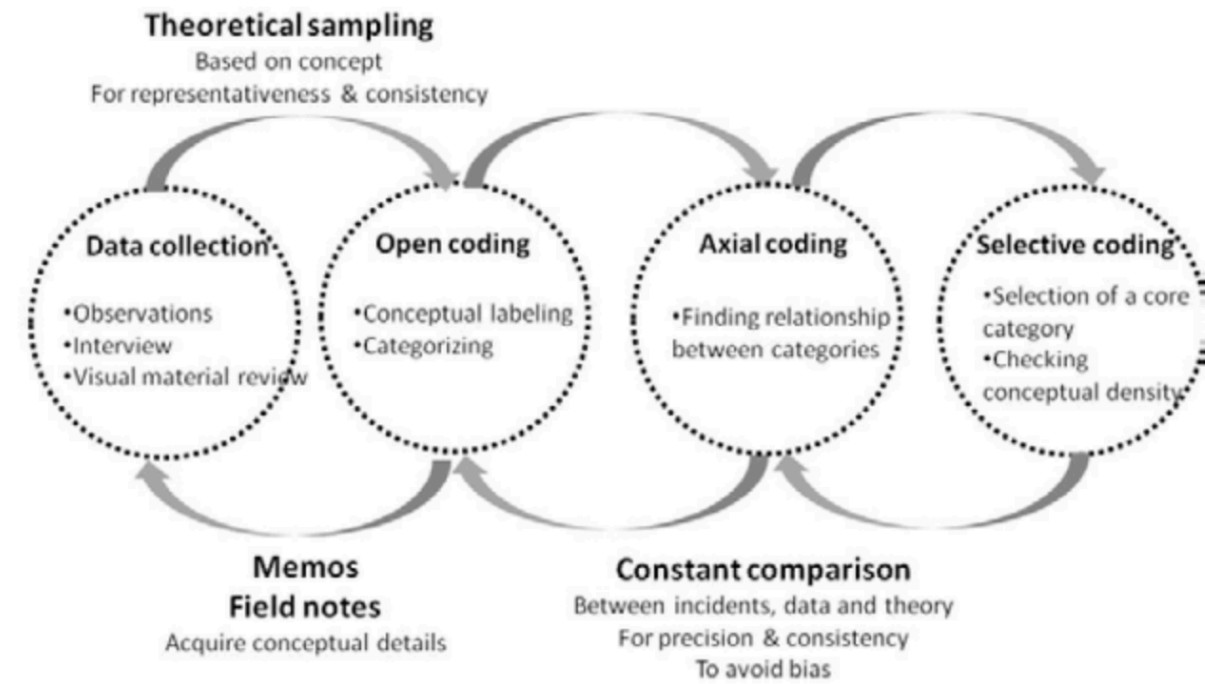 Theoretical sampling
Based on concept
For representativeness & consistency
Data collection
•Observations
•Interview
•Visual material review
Open coding
•Conceptual labeling
•Categorizing
Axial coding
•Finding relationship
between categories
Selective coding
•Selection of a core
category
•Checking
conceptual density
Memos
Field notes
Acquire conceptual details
Constant comparison
Between incidents, data and theory
For precision & consistency
To avoid bias